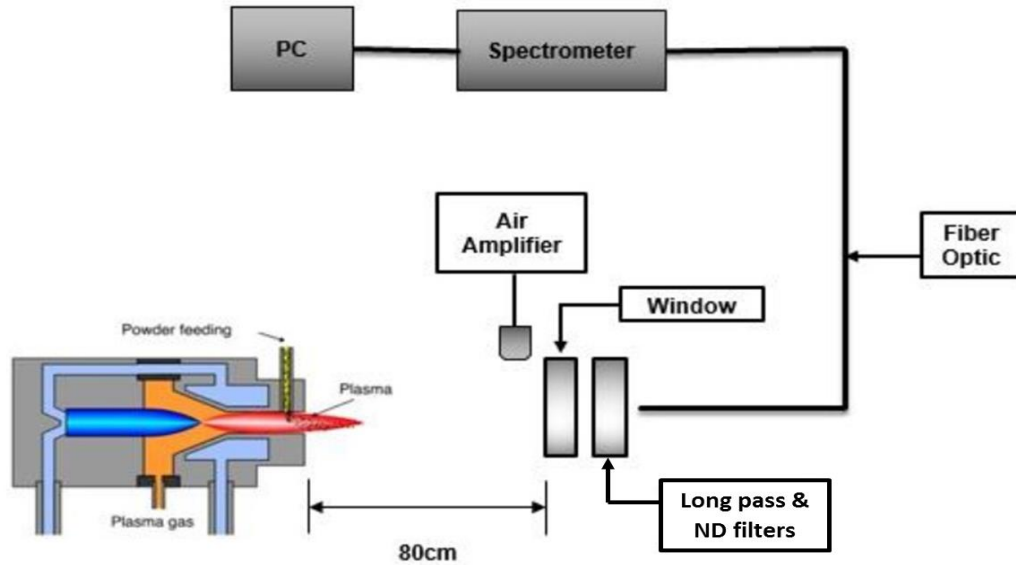 PC
Spectrometer
Air
Amplifier
Fiber
Optic
Window
Powder feeding
Plasma
Plasma gas
Long pass &
ND filters
80cm